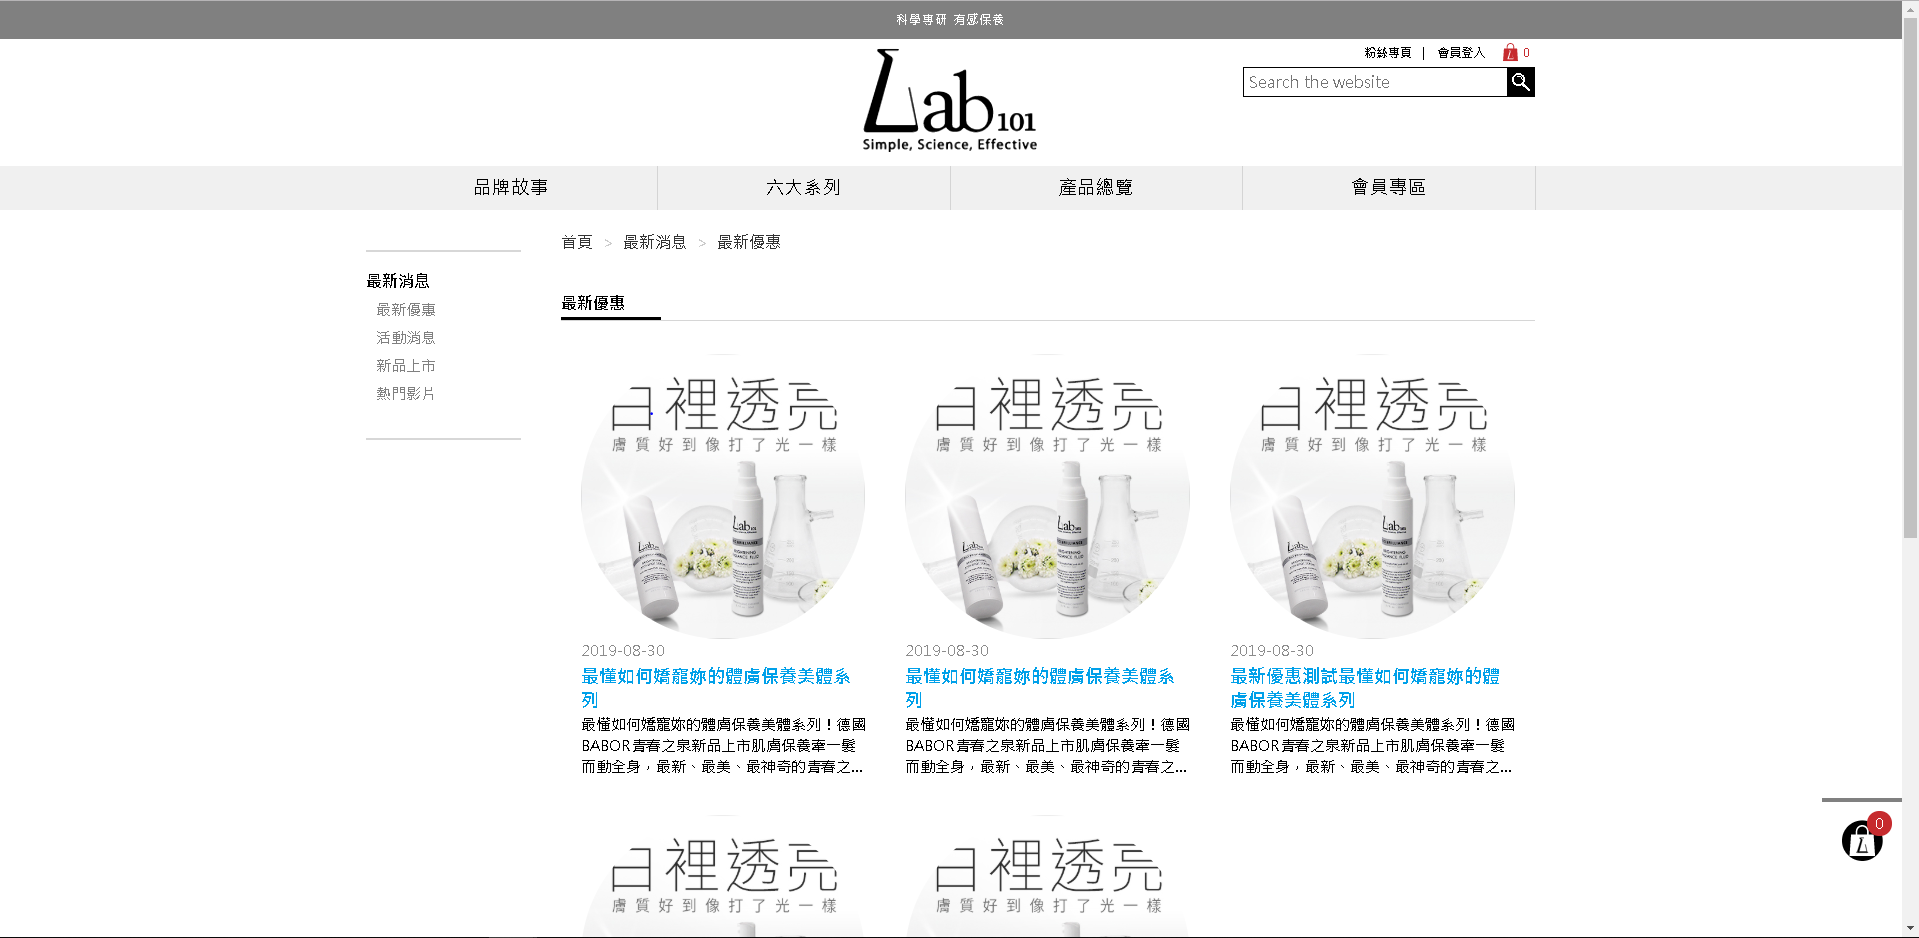 科學專研 有感保養
粉絲專頁 | 會員登入 0
Search the website
Lab 101
Simple, Science, Effective
品牌故事 六大系列 產品總覽 會員專區
首頁 > 最新消息 > 最新優惠
最新消息
最新優惠
活動消息
新品上市
熱門影片
最新優惠
白裡透亮
膚質好到像打了光一樣
Lab101
2019-08-30
最懂如何嬌寵妳的體膚保養美體系
列
最懂如何嬌寵妳的體膚保養美體系列！德國
BABOR青春之泉新品上市肌膚保養牽一髮
而動全身，最新、最美、最神奇的青春之...
白裡透亮
膚質好到像打了光一樣
Lab101
2019-08-30
最懂如何嬌寵妳的體膚保養美體系
列
最懂如何嬌寵妳的體膚保養美體系列！德國
BABOR青春之泉新品上市肌膚保養牽一髮
而動全身，最新、最美、最神奇的青春之...
白裡透亮
膚質好到像打了光一樣
Lab101
2019-08-30
最新優惠測試最懂如何嬌寵妳的體
膚保養美體系列
最懂如何嬌寵妳的體膚保養美體系列！德國
BABOR青春之泉新品上市肌膚保養牽一髮
而動全身，最新、最美、最神奇的青春之...
白裡透亮
膚質好到像打了光一樣
白裡透亮
膚質好到像打了光一樣
0